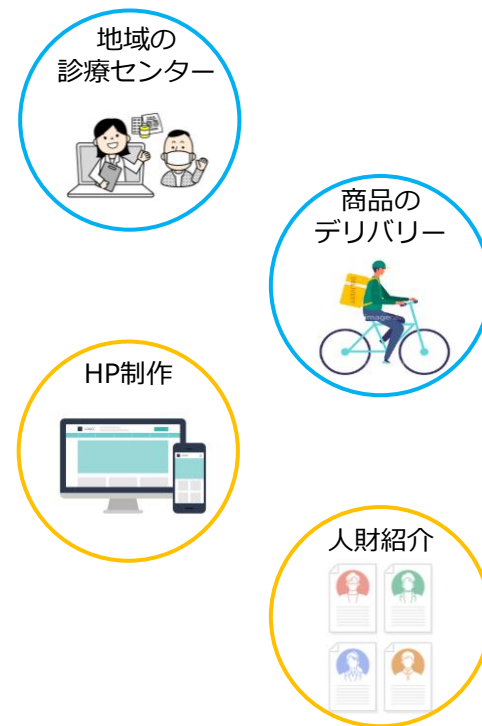 地域の
診療センター
商品の
デリバリー
HP制作
人財紹介